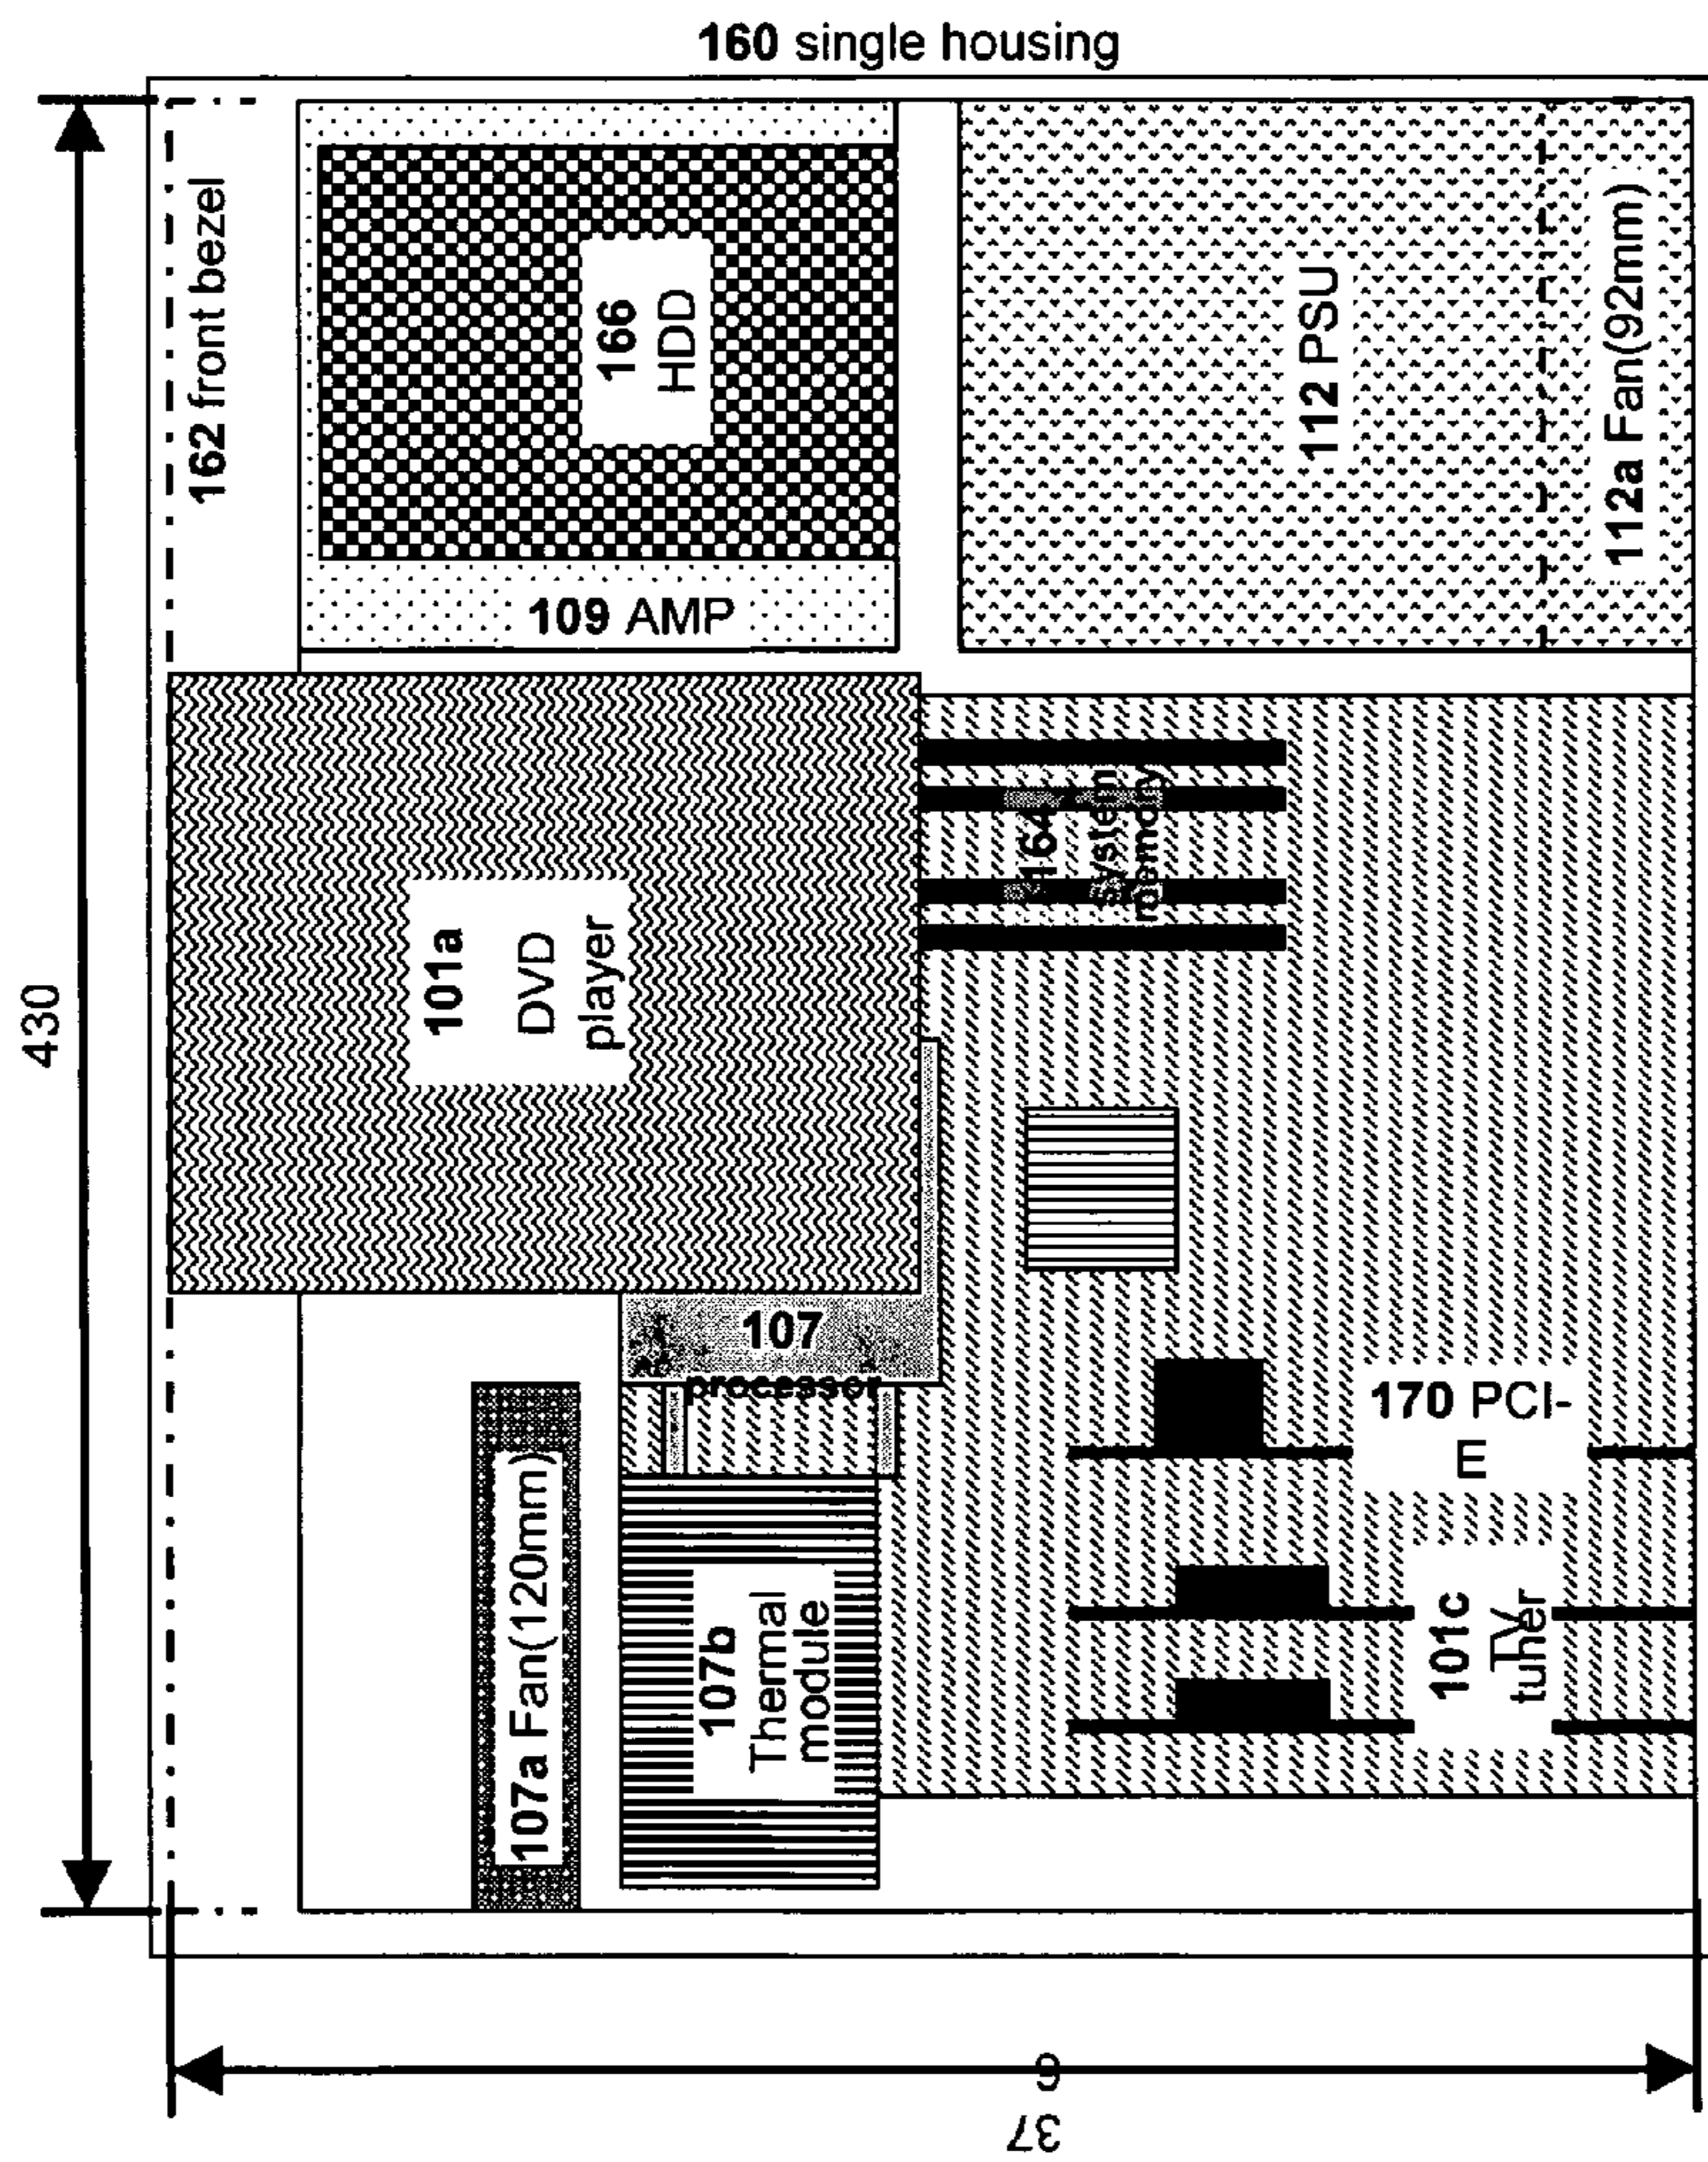 160 single housing
430
162 front bezel
166
HDD
109 AMP
112 PSU
112a Fan(92mm)
101a
DVD
player
164
system
memory
107
processor
170 PCI-
E
107a Fan(120mm)
107b
Thermal
module
101c
TV
tuner
37